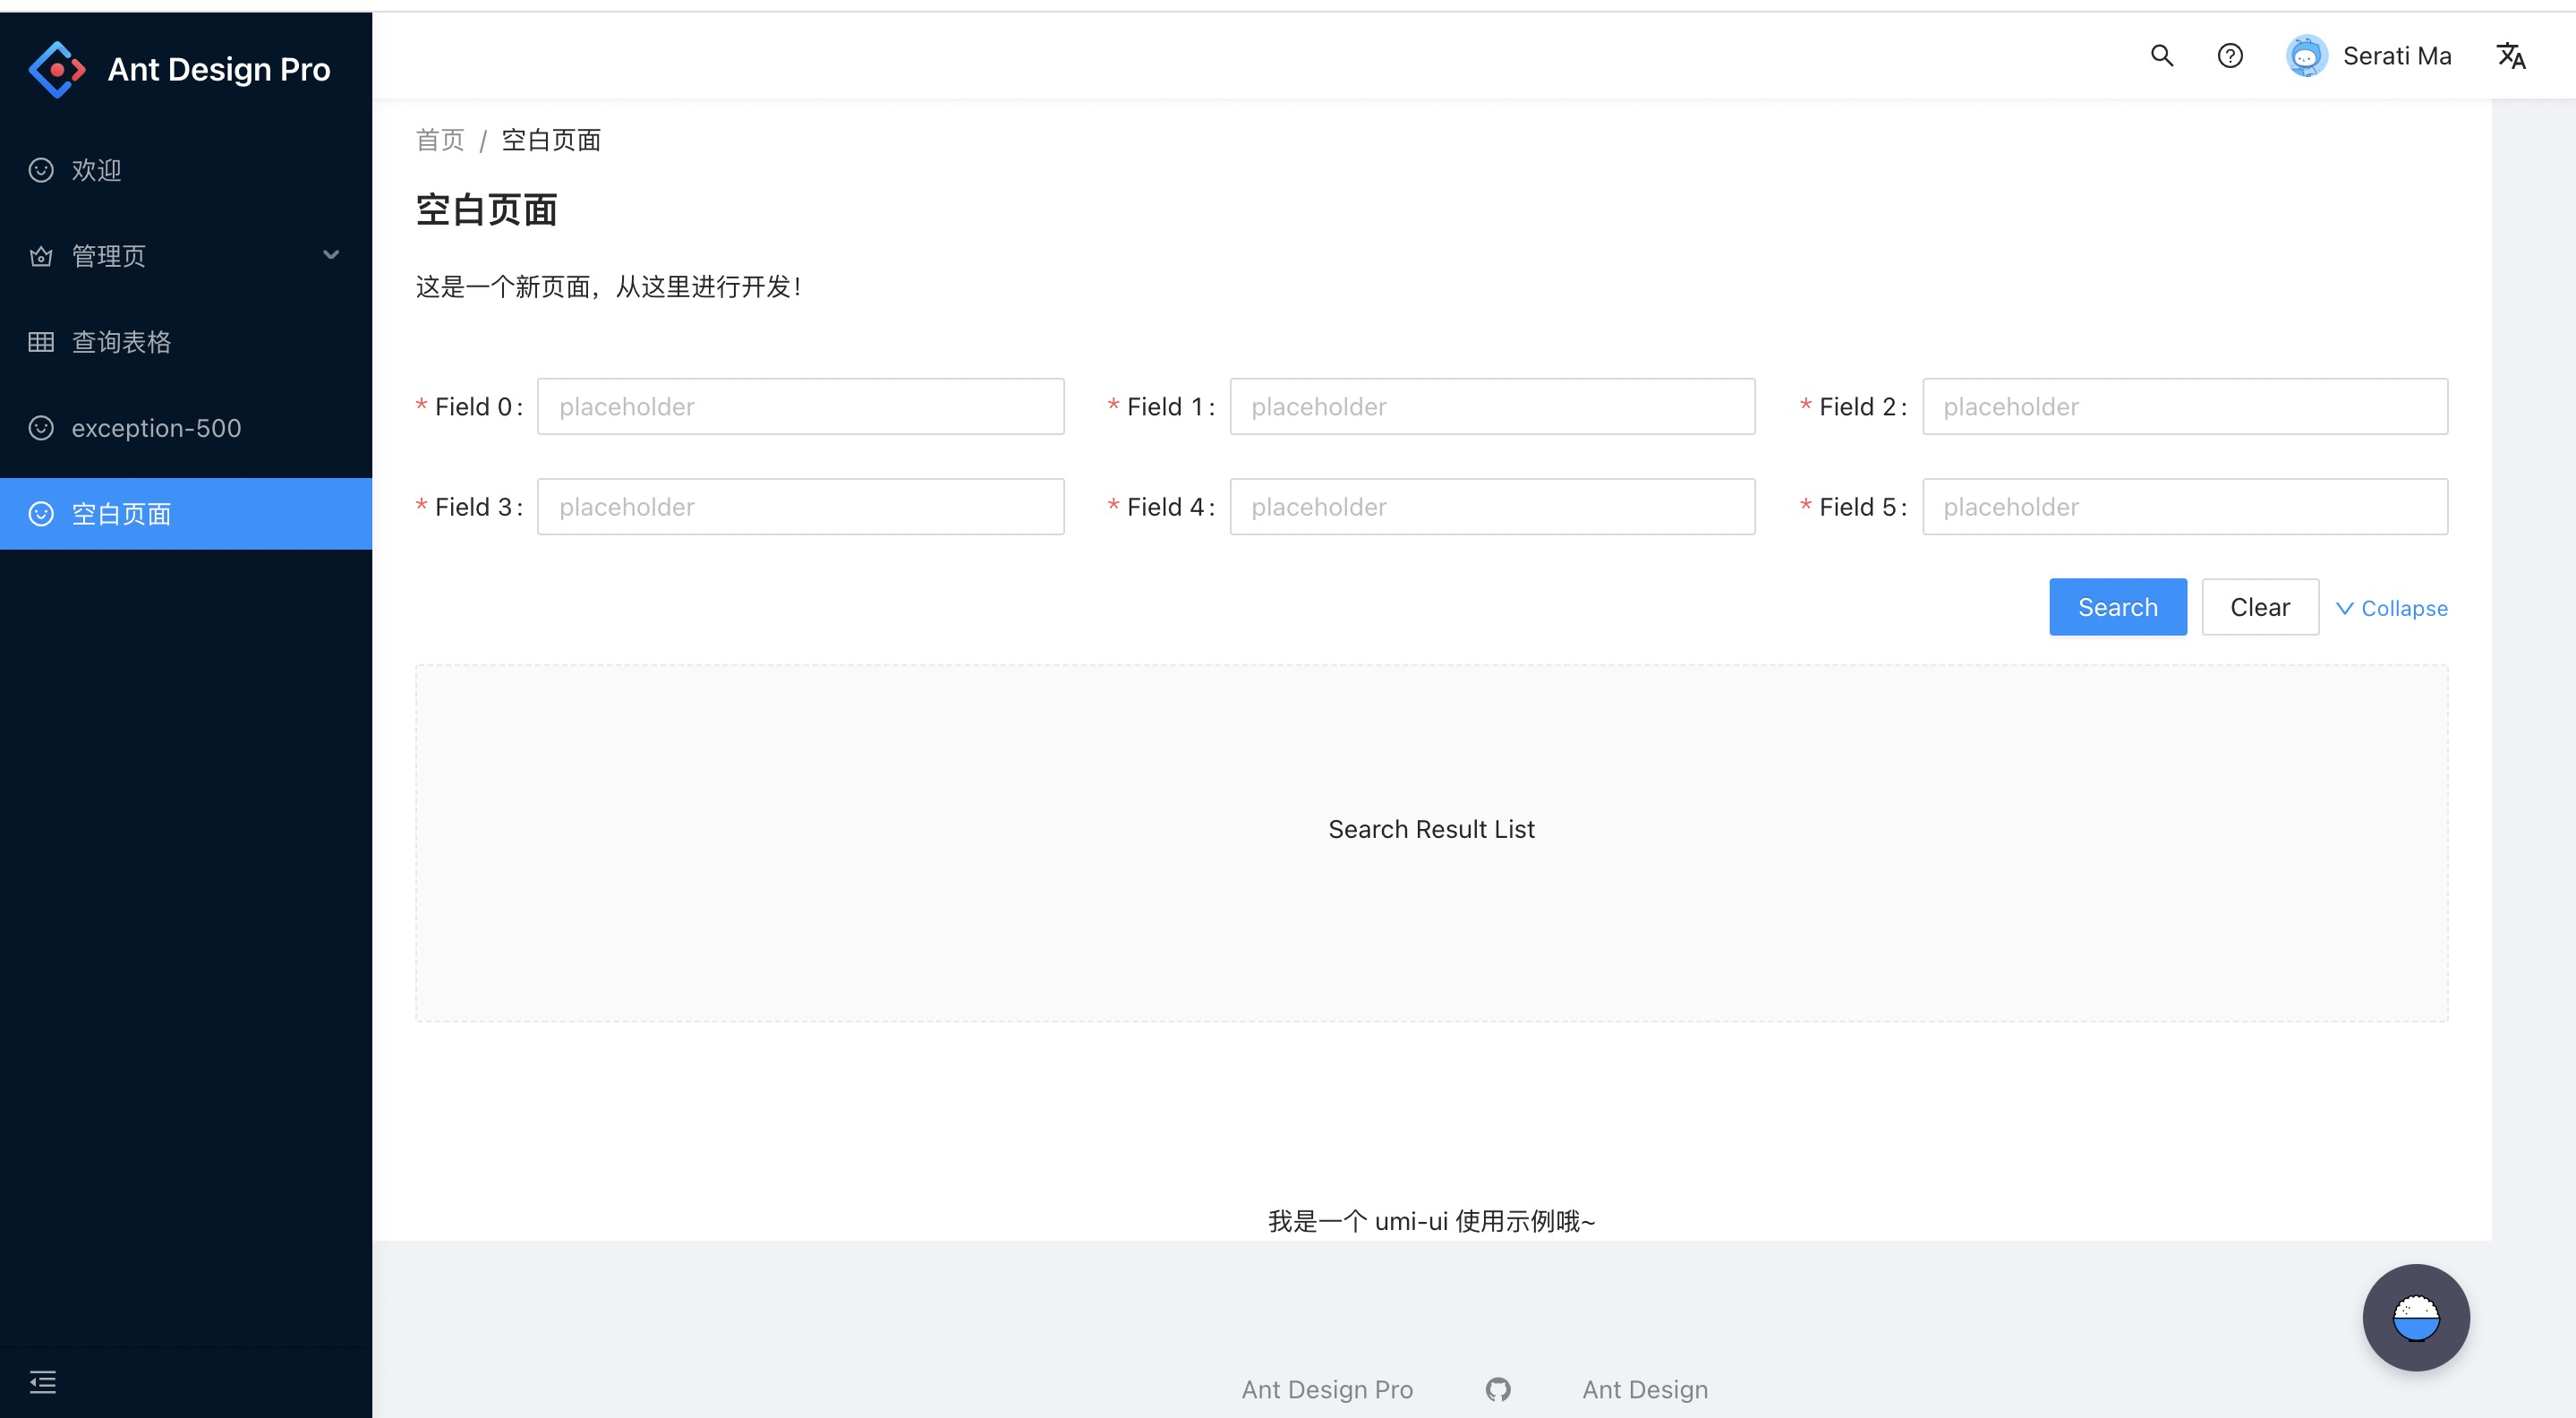 Ant Design Pro
Serati Ma
欢迎
管理页
查询表格
exception-500
空白页面
首页 / 空白页面
空白页面
这是一个新页面，从这里进行开发！
* Field 0: placeholder
* Field 1: placeholder
* Field 2: placeholder
* Field 3: placeholder
* Field 4: placeholder
* Field 5: placeholder
Search Clear Collapse
Search Result List
我是一个 umi-ui 使用示例哦~
Ant Design Pro Ant Design